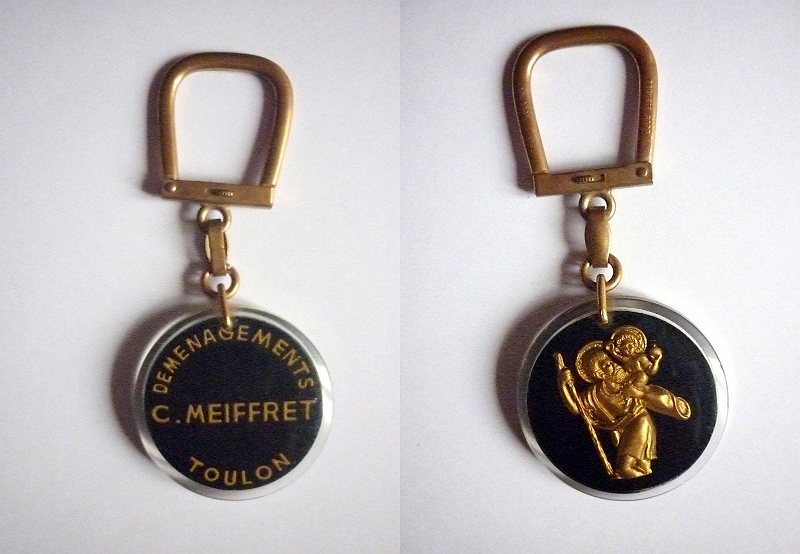 DEMENAGEMENTS
C. MEIFFRET
TOULON